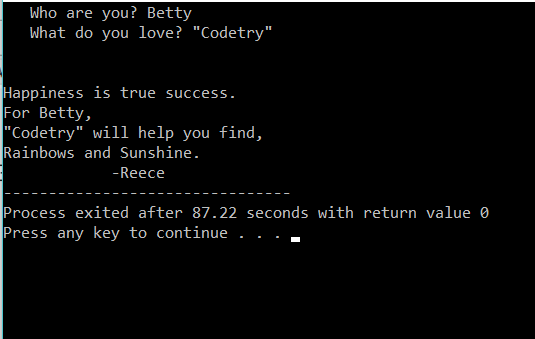 Who are you? Betty
What do you love? "Codetry"
Happiness is true success.
For Betty,
"Codetry" will help you find,
Rainbows and Sunshine.
-Reece
--------------------------------
Process exited after 87.22 seconds with return value 0
Press any key to continue . . .